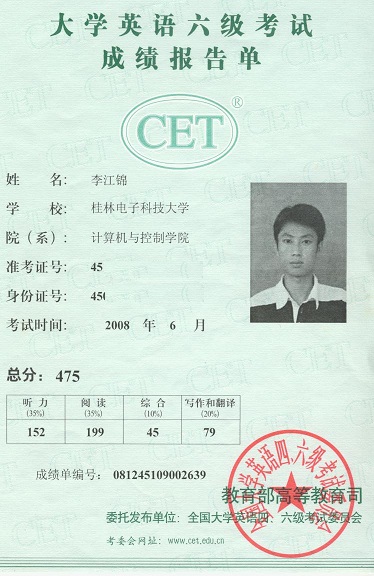 大学英语六级考试
成绩报告单
CET®
姓 名: 李江锦
学 校: 桂林电子科技大学
院（系）: 计算机与控制学院
准考证号: 45
身份证号: 450
考试时间: 2008 年 6 月
总分: 475
听 力 阅 读 综 合 写作和翻译
(35%) (35%) (10%) (20%)
152 199 45 79
成绩单编号: 081245109002639
教育部高等教育司
委托发布单位: 全国大学英语四、六级考试委员会
考委会网址: www.cet.edu.cn
全国大学英语四、六级考试委员会